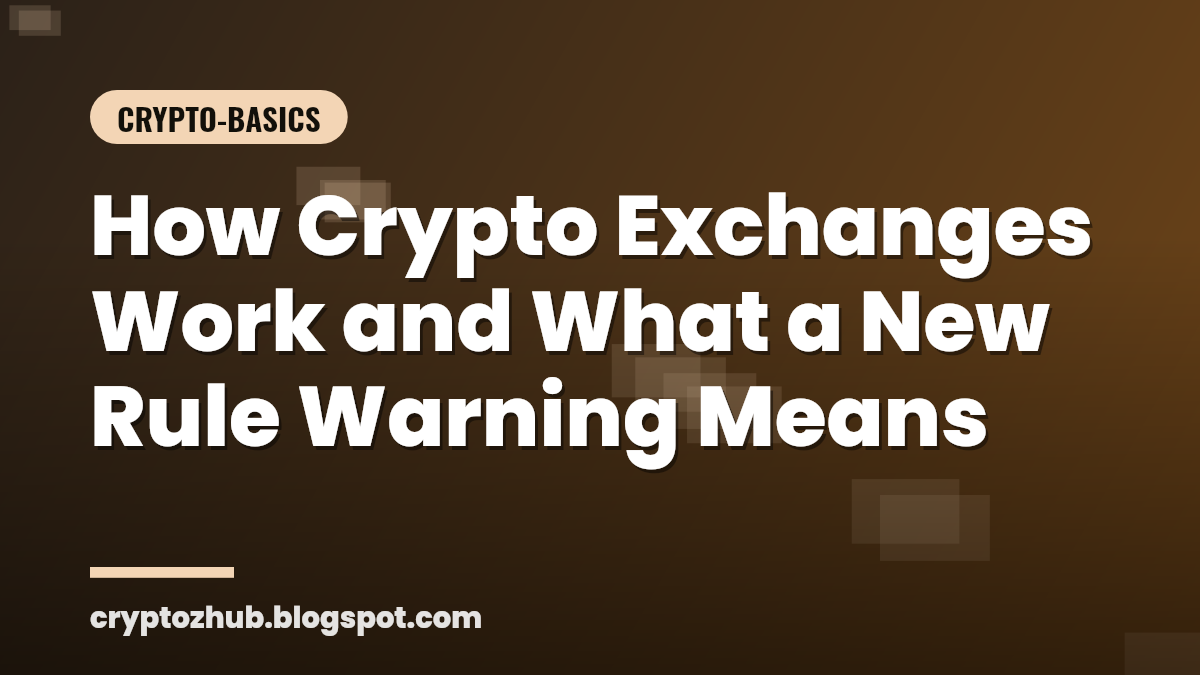 CRYPTO-BASICS
How Crypto Exchanges
Work and What a New
Rule Warning Means
cryptozhub.blogspot.com